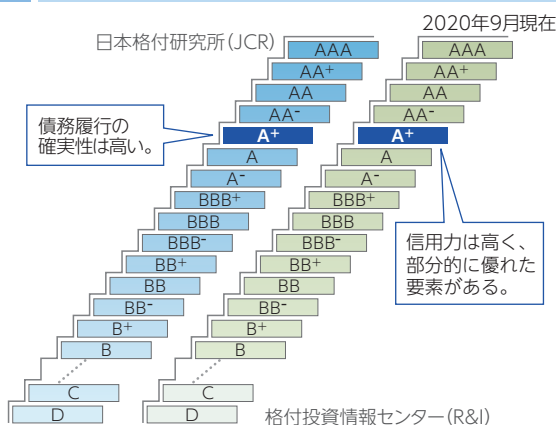 2020年9月現在
日本格付研究所(JCR)
AAA
AA+
AA
AA-
A+
A
A-
BBB+
BBB
BBB-
BB+
BB
BB-
B+
B
C
D
債務履行の
確実性は高い。
AAA
AA+
AA
AA-
A+
A
A-
BBB+
BBB
BBB-
BB+
BB
BB-
B+
B
C
D
信用力は高く、
部分的に優れた
要素がある。
格付投資情報センター(R&I)